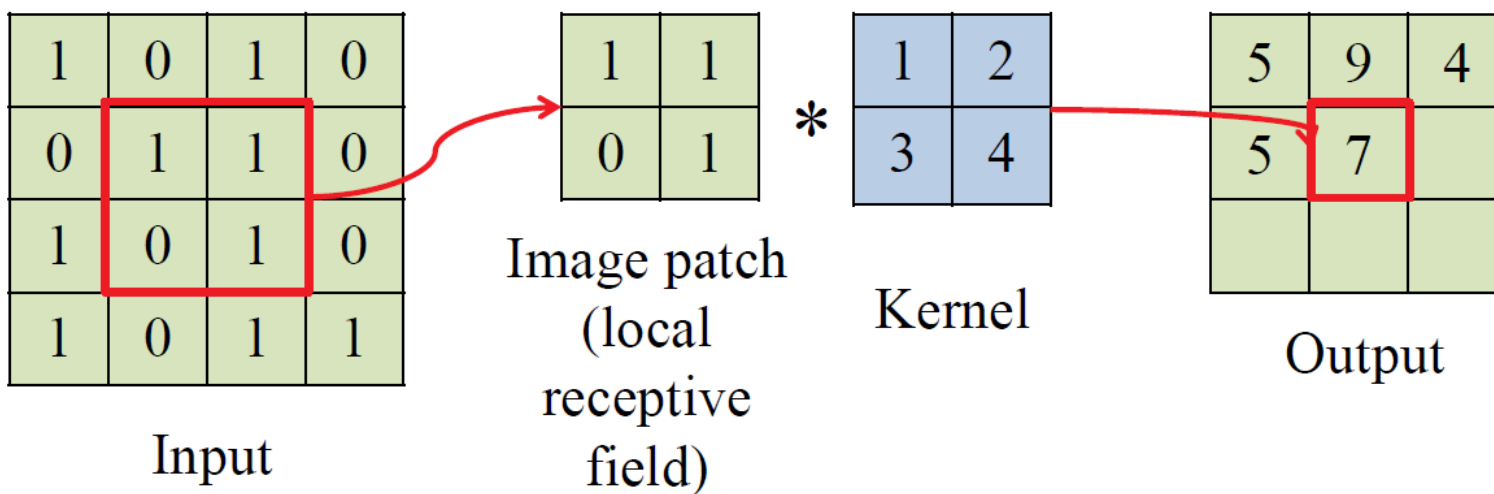 1 0 1 0
0 1 1 0
1 0 1 0
1 0 1 1
Input
1 1
0 1
Image patch
(local
receptive
field)
*
1 2
3 4
Kernel
5 9 4
5 7
Output